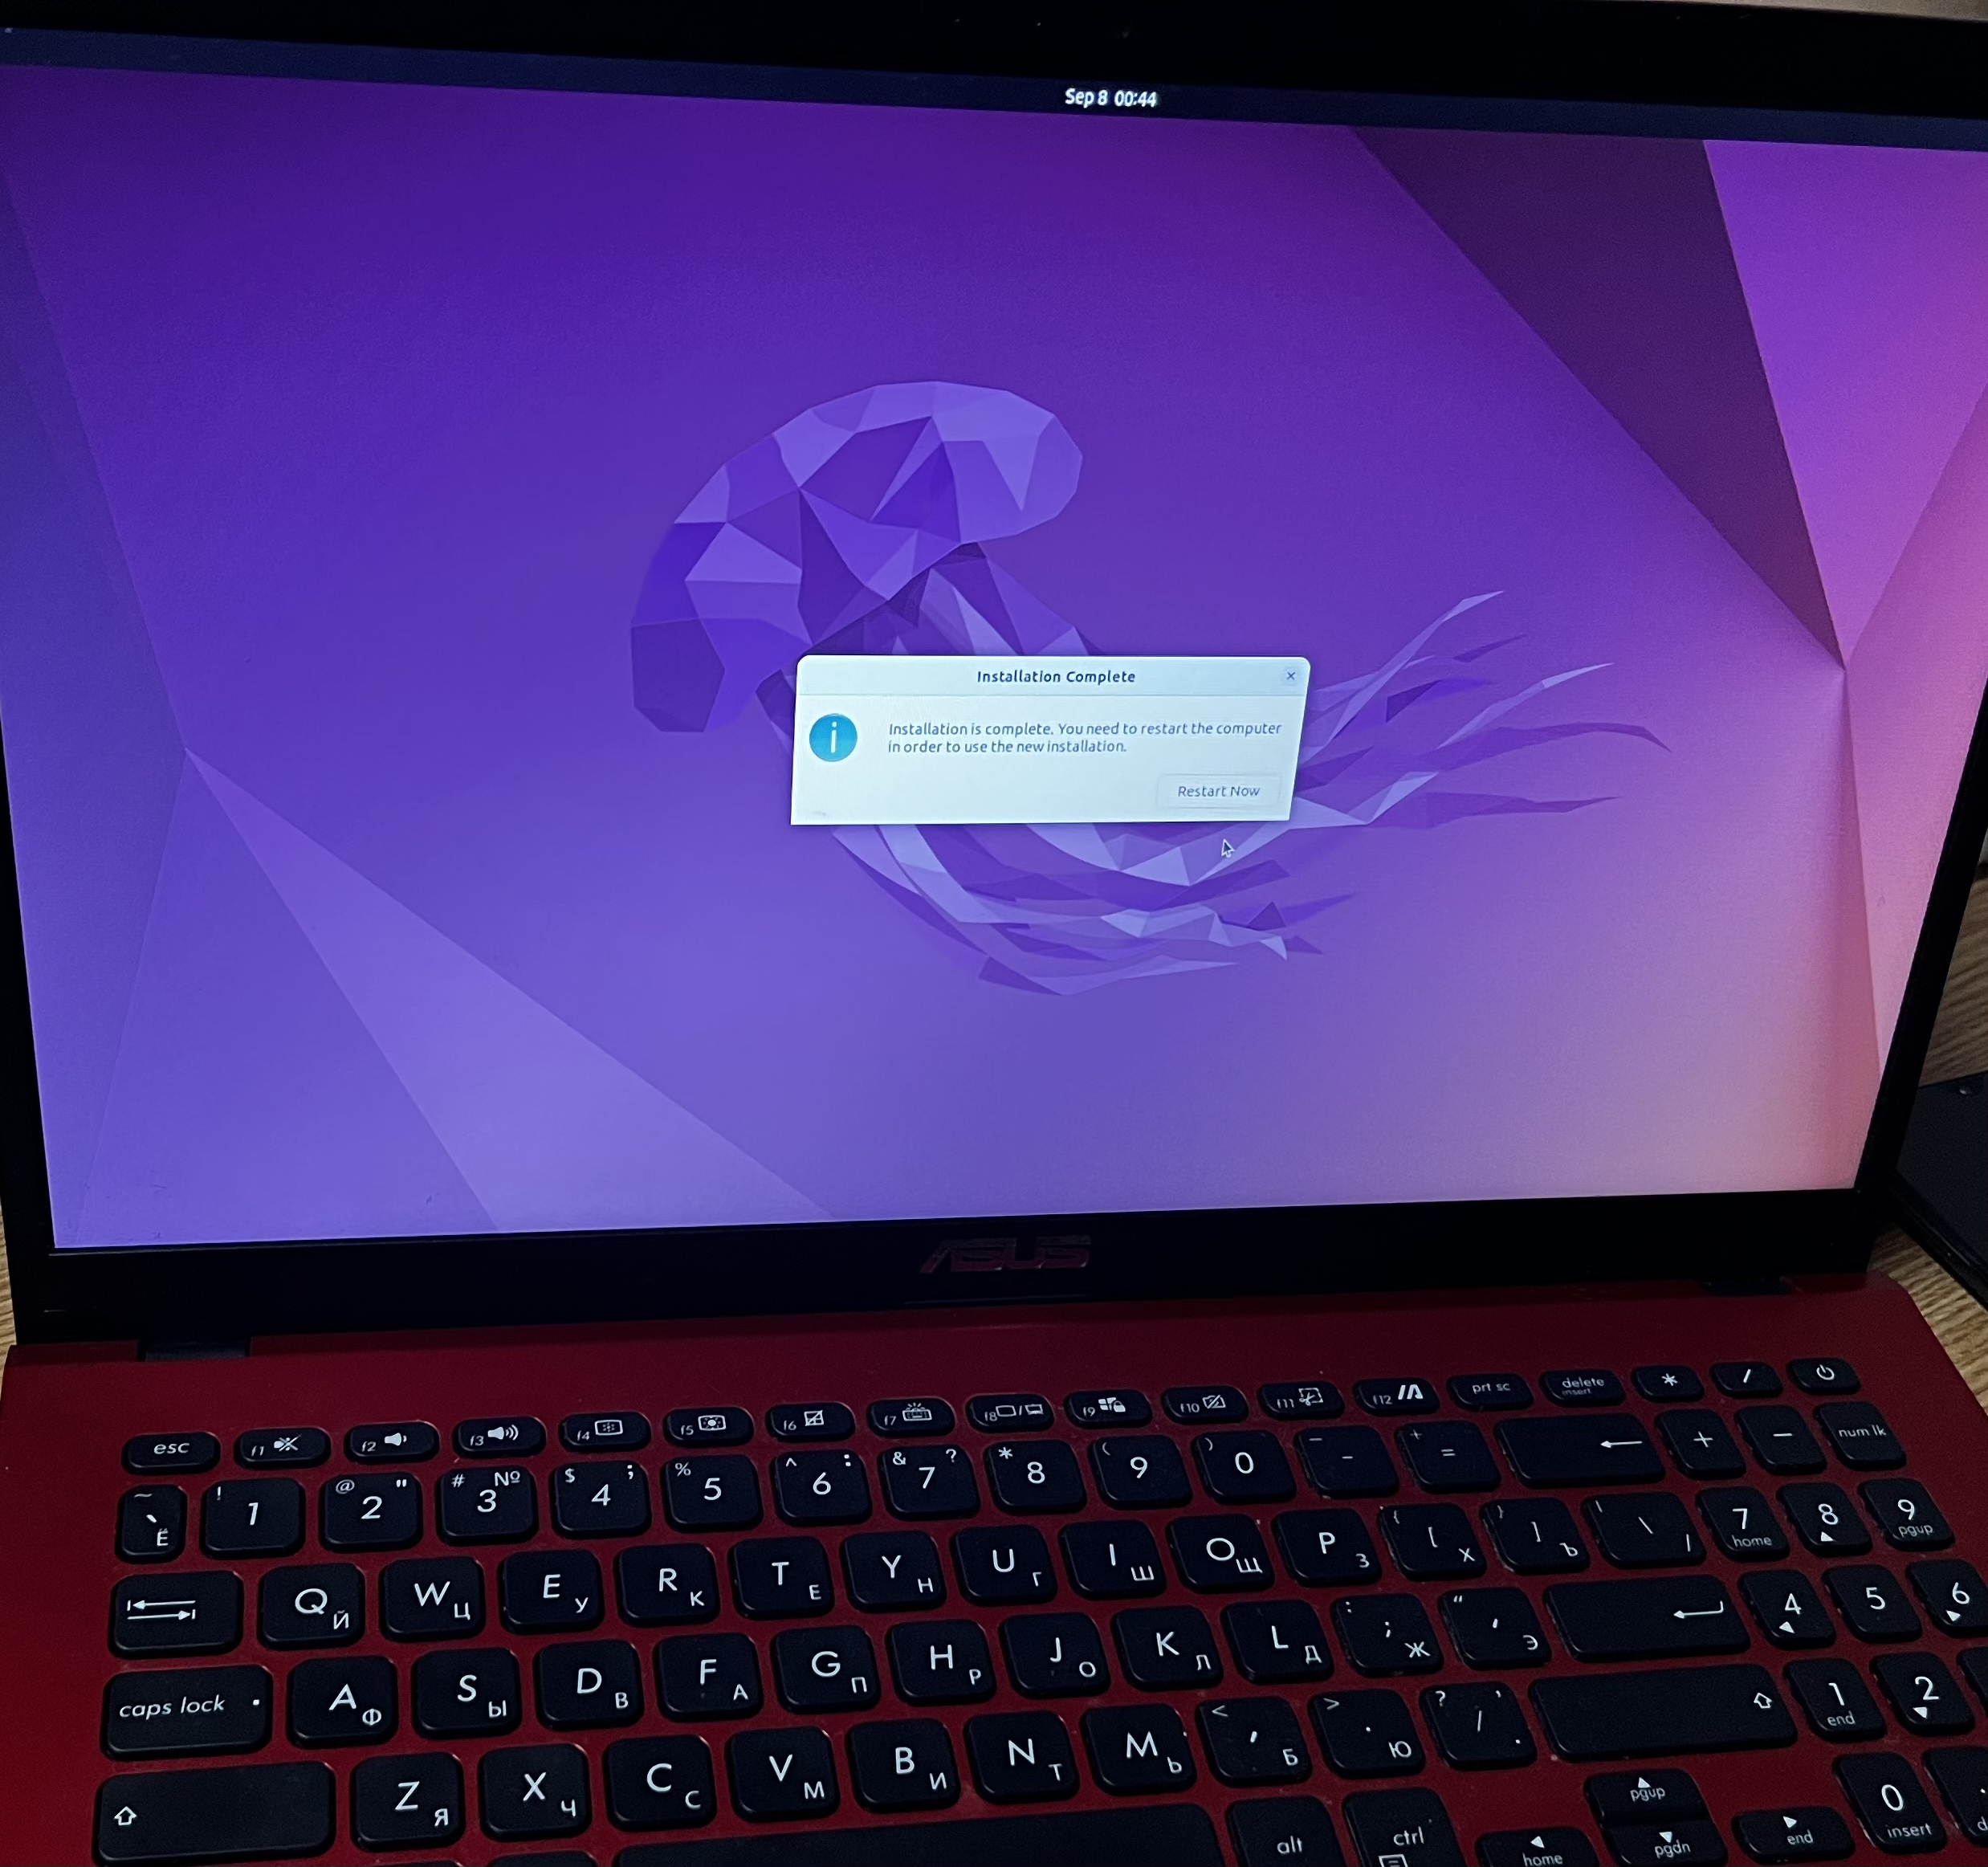 Sep 8 00:44
Installation Complete
Installation is complete. You need to restart the computer
in order to use the new installation.
Restart Now
ASUS
esc f1 f2 f3 f4 f5 f6 f7 f8 f9 f10 f11 f12 prt sc delete * /
insert
~ ` Ё ! 1 @ 2 " # 3 № $ 4 ; % 5 ^ 6 : & 7 ? * 8 ( 9 ) 0 _ - + = + - num lk
Q Й W Ц E У R К T Е Y Н U Г I Ш O Щ P З { [ Х } ] Ъ \ / 7 home 8 9 pgup
caps lock A Ф S Ы D В F А G П H Р J О K Л L Д : ; Ж " ' Э 4 5 6
Z Я X Ч C С V М B И N Т M Ь < , Б > . Ю ? / , . 1 end 2
alt ctrl home pgup pgdn end 0 insert